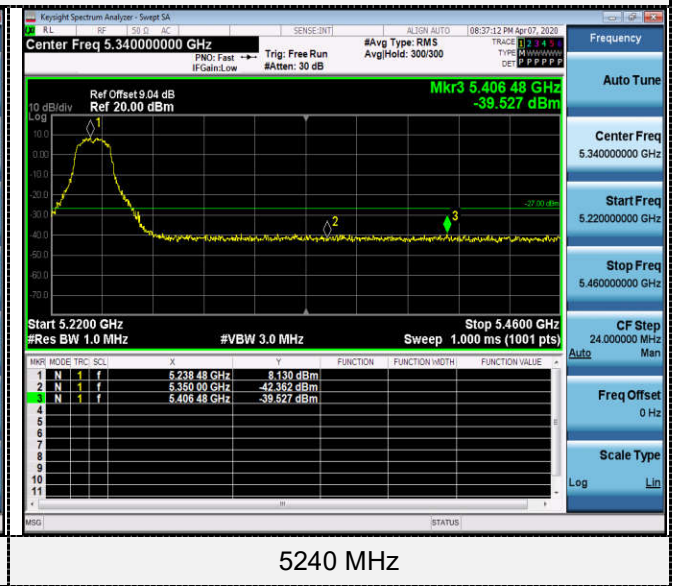 Keysight Spectrum Analyzer - Swept SA
RL RF 50 Ω AC SENSE:INT ALIGN AUTO 08:37:12 PM Apr 07, 2020
Center Freq 5.340000000 GHz #Avg Type: RMS TRACE 1 2 3 4 5 6
PNO: Fast Trig: Free Run Avg|Hold: 300/300 TYPE M WWWWW
IFGain:Low #Atten: 30 dB DET P P P P P P
Ref Offset 9.04 dB Mkr3 5.406 48 GHz
10 dB/div Ref 20.00 dBm -39.527 dBm
Log
10.0
0.00
-10.0
-20.0
-27.00 dBm
-30.0
-40.0
-50.0
-60.0
-70.0
1
2
3
Start 5.2200 GHz Stop 5.4600 GHz
#Res BW 1.0 MHz #VBW 3.0 MHz Sweep 1.000 ms (1001 pts)
MKR MODE TRC SCL X Y FUNCTION FUNCTION WIDTH FUNCTION VALUE
1 N 1 f 5.238 48 GHz 8.130 dBm
2 N 1 f 5.350 00 GHz -42.362 dBm
3 N 1 f 5.406 48 GHz -39.527 dBm
4
5
6
7
8
9
10
11
MSG STATUS
Frequency
Auto Tune
Center Freq
5.340000000 GHz
Start Freq
5.220000000 GHz
Stop Freq
5.460000000 GHz
CF Step
24.000000 MHz
Auto Man
Freq Offset
0 Hz
Scale Type
Log Lin
5240 MHz